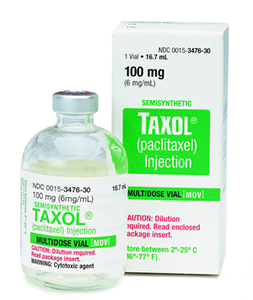 NDC 0015-3476-30
1 Vial • 16.7 mL
100 mg
(6 mg/mL)
SEMISYNTHETIC
TAXOL®
(paclitaxel)
Injection
MULTIDOSE VIAL [MDV]
CAUTION: Dilution
required. Read enclosed
package insert.
tore between 2°-25° C
36°-77° F).
NDC 0015-3476-30 16.7 mL
100 mg (6mg/mL)
SEMISYNTHETIC
TAXOL®
(paclitaxel) Injection
MULTIDOSE VIAL [MDV]
CAUTION: Dilution required.
Read package insert.
WARNING: Cytotoxic agent